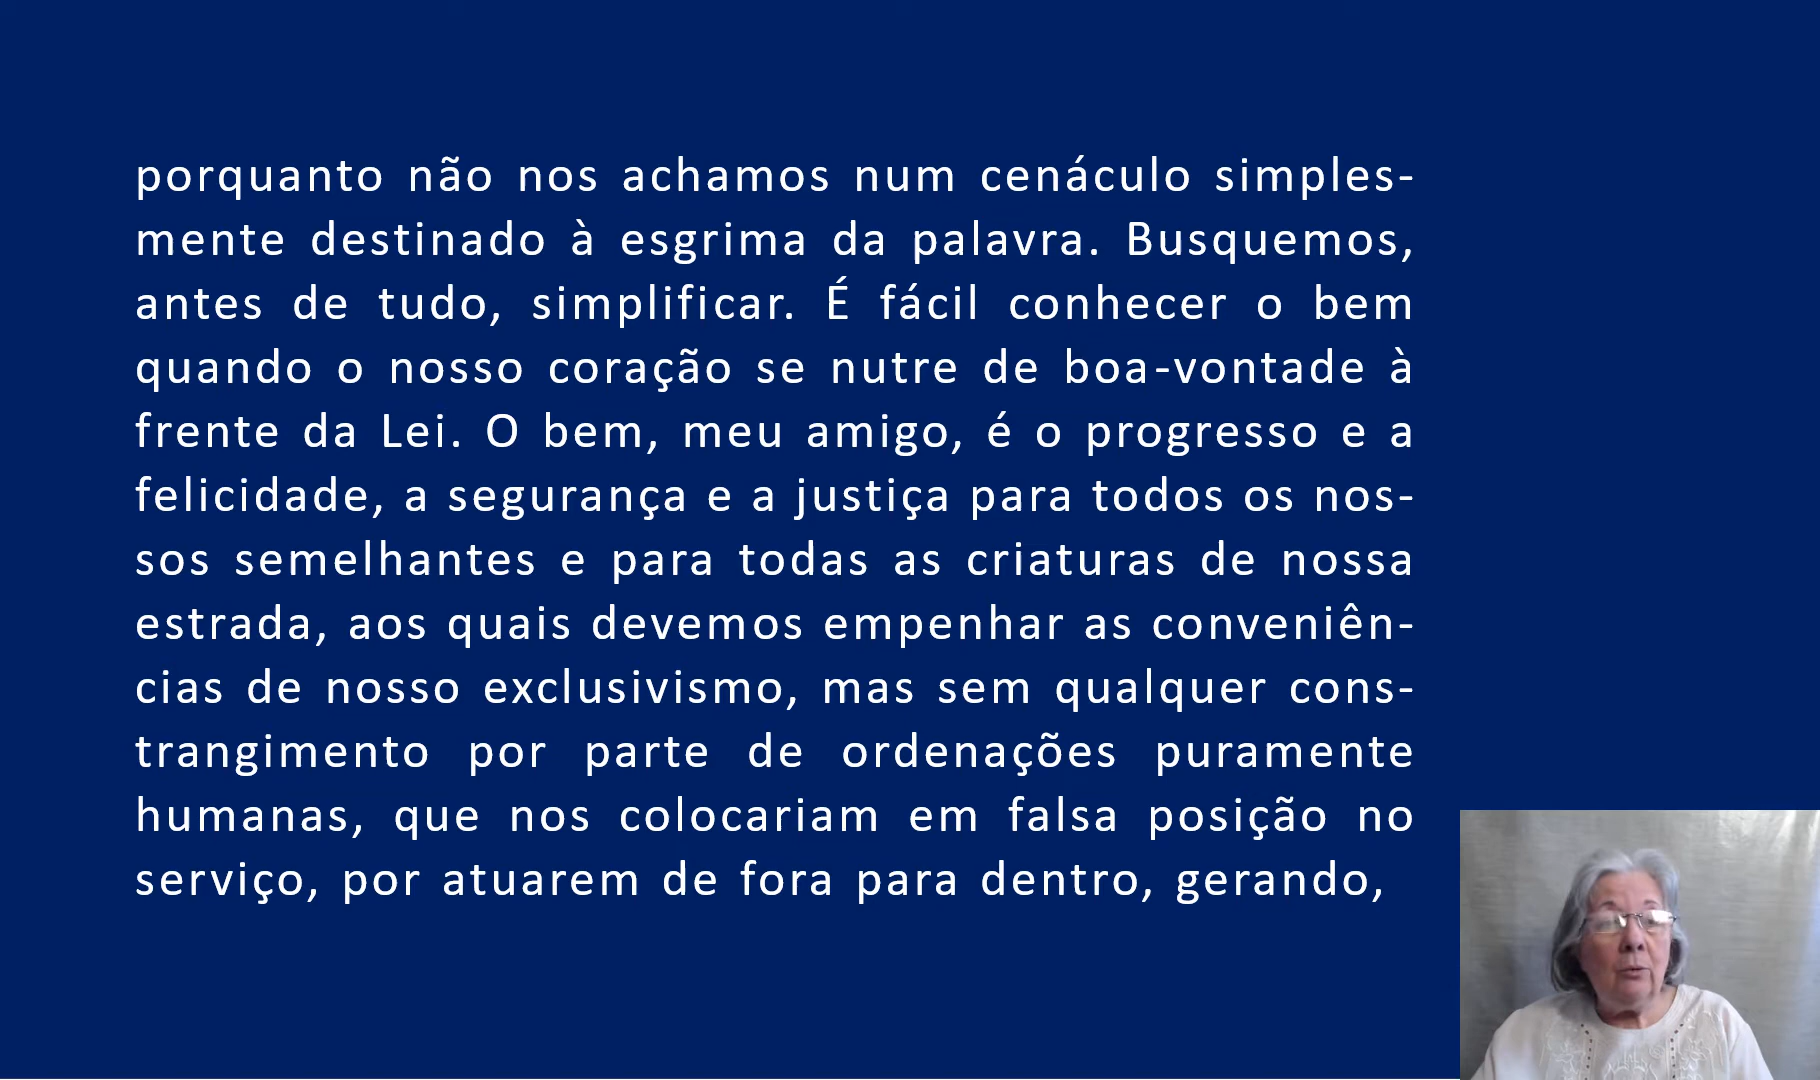 porquanto não nos achamos num cenáculo simples-
mente destinado à esgrima da palavra. Busquemos,
antes de tudo, simplificar. É fácil conhecer o bem
quando o nosso coração se nutre de boa-vontade à
frente da Lei. O bem, meu amigo, é o progresso e a
felicidade, a segurança e a justiça para todos os nos-
sos semelhantes e para todas as criaturas de nossa
estrada, aos quais devemos empenhar as conveniên-
cias de nosso exclusivismo, mas sem qualquer cons-
trangimento por parte de ordenações puramente
humanas, que nos colocariam em falsa posição no
serviço, por atuarem de fora para dentro, gerando,